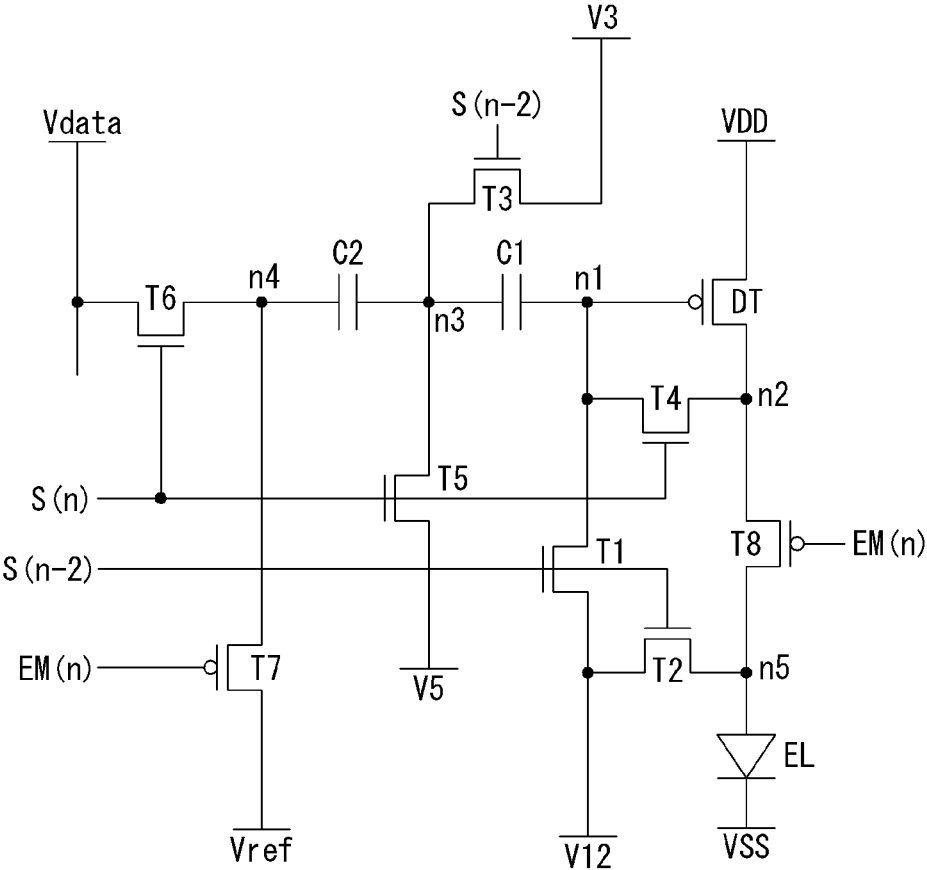 V3
S(n-2)
Vdata
VDD
T3
C2
C1
n4
n1
T6
DT
n3
T4
n2
T5
S(n)
T1
T8
EM(n)
S(n-2)
EM(n)
T7
T2
n5
V5
EL
Vref
V12
VSS